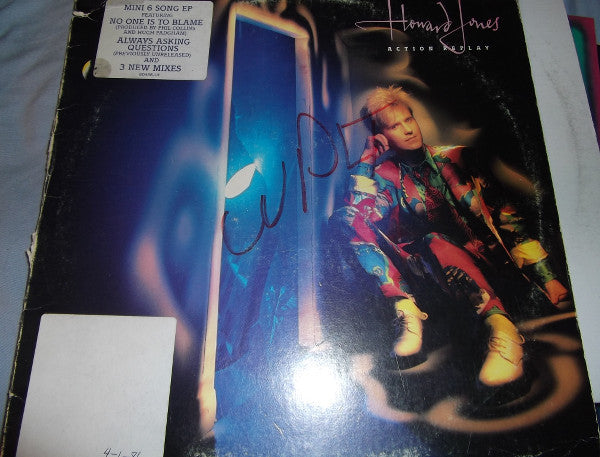 MINI 6 SONG EP
FEATURING
NO ONE IS TO BLAME
(PRODUCED BY PHIL COLLINS
AND HUGH PADGHAM)
ALWAYS ASKING
QUESTIONS
(PREVIOUSLY UNRELEASED)
AND
3 NEW MIXES
Howard Jones
ACTION REPLAY